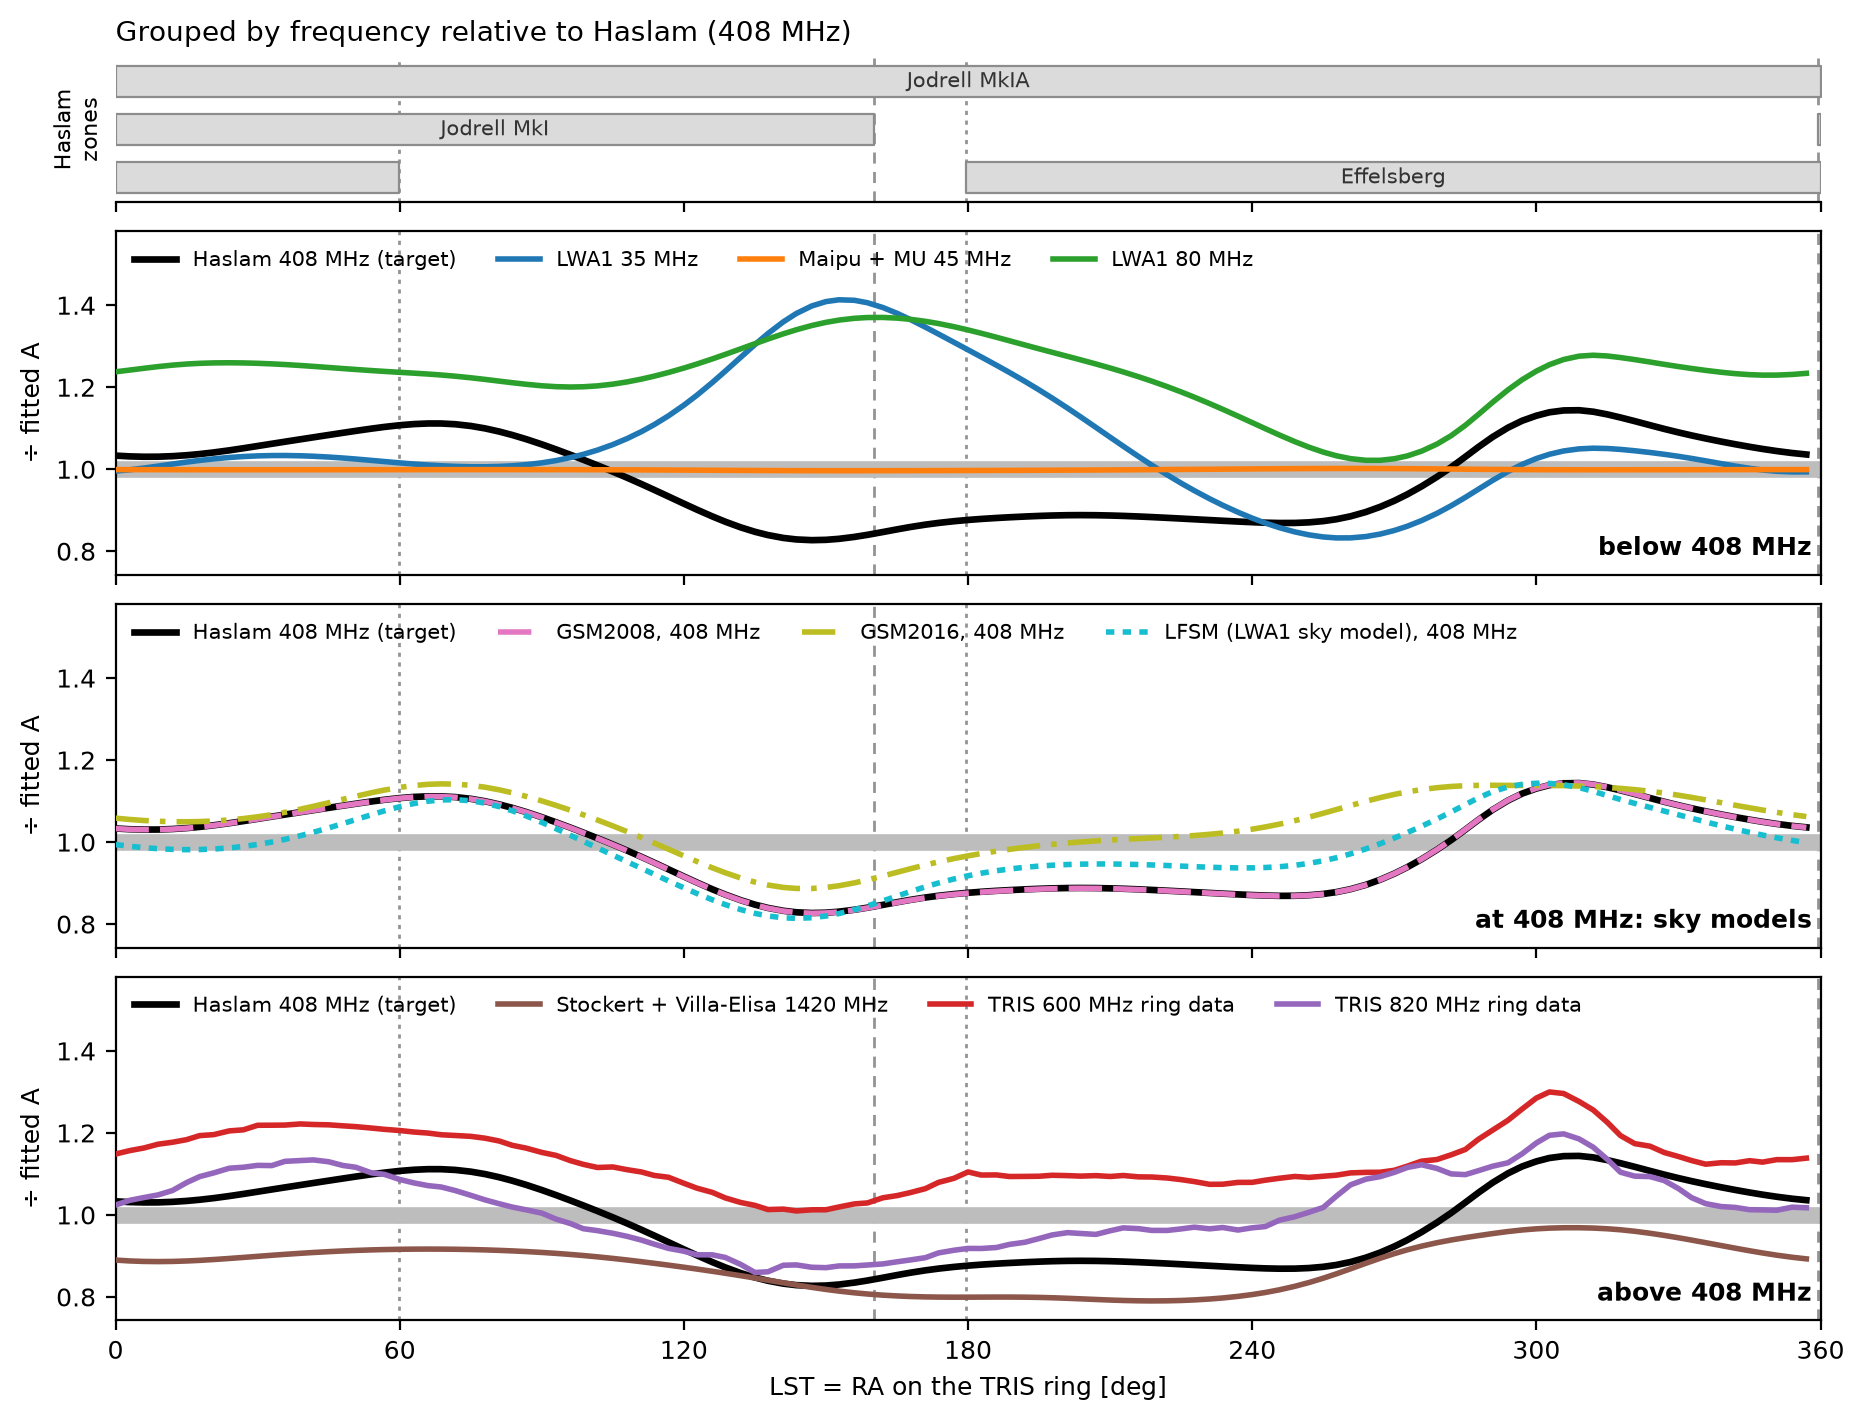 Grouped by frequency relative to Haslam (408 MHz)
Haslam
zones
Jodrell MkIA
Jodrell MkI
Effelsberg
÷ fitted A
1.4
1.2
1.0
0.8
Haslam 408 MHz (target) LWA1 35 MHz Maipu + MU 45 MHz LWA1 80 MHz
below 408 MHz
÷ fitted A
1.4
1.2
1.0
0.8
Haslam 408 MHz (target) GSM2008, 408 MHz GSM2016, 408 MHz LFSM (LWA1 sky model), 408 MHz
at 408 MHz: sky models
÷ fitted A
1.4
1.2
1.0
0.8
Haslam 408 MHz (target) Stockert + Villa-Elisa 1420 MHz TRIS 600 MHz ring data TRIS 820 MHz ring data
above 408 MHz
0 60 120 180 240 300 360
LST = RA on the TRIS ring [deg]